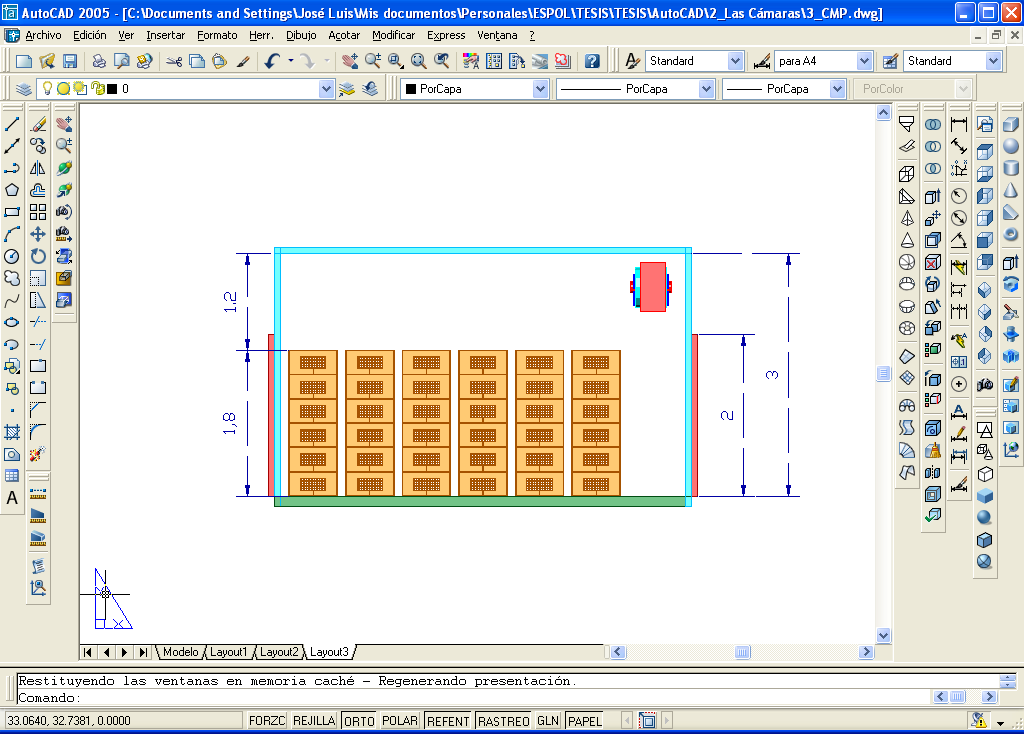 AutoCAD 2005 - [C:\Documents and Settings\José Luis\Mis documentos\Personales\ESPOL\TESIS\TESIS\AutoCAD\2_Las Cámaras\3_CMP.dwg]
Archivo Edición Ver Insertar Formato Herr. Dibujo Acotar Modificar Express Ventana ?
Standard para A4 Standard
0 PorCapa PorCapa PorCapa PorColor
1,2
1,8
2
3
N
X
A
A
Modelo Layout1 Layout2 Layout3
Restituyendo las ventanas en memoria caché - Regenerando presentación.
Comando:
33.0640, 32.7381, 0.0000 FORZC REJILLA ORTO POLAR REFENT RASTREO GLN PAPEL